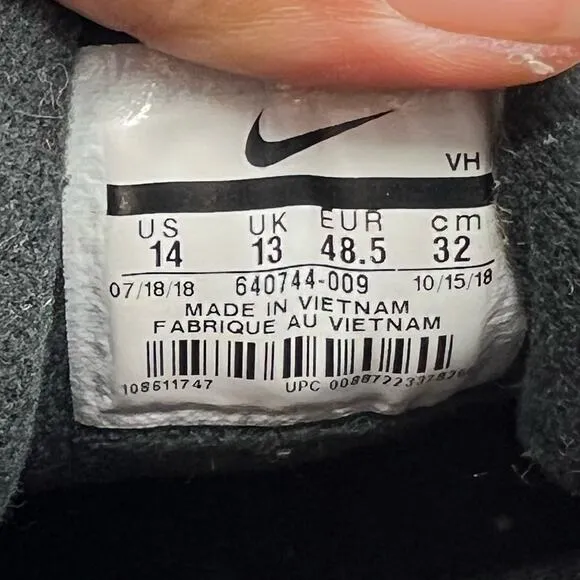 VH
US UK EUR cm
14 13 48.5 32
07/18/18 640744-009 10/15/18
MADE IN VIETNAM
FABRIQUE AU VIETNAM
108611747 UPC